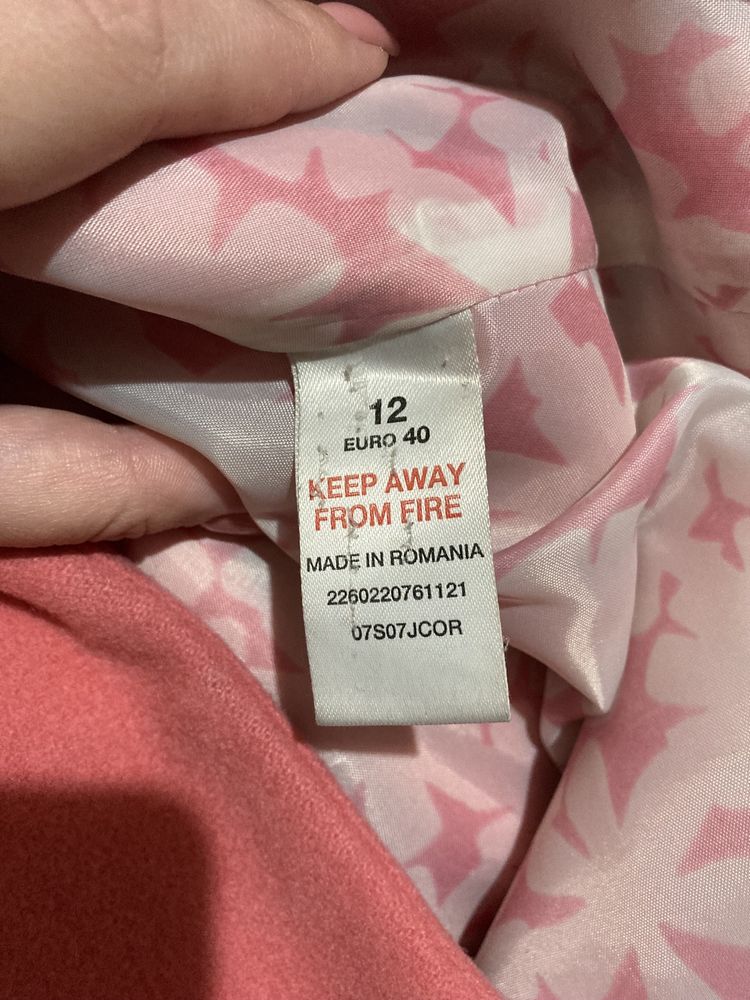 12
EURO 40
KEEP AWAY
FROM FIRE
MADE IN ROMANIA
2260220761121
07S07JCOR